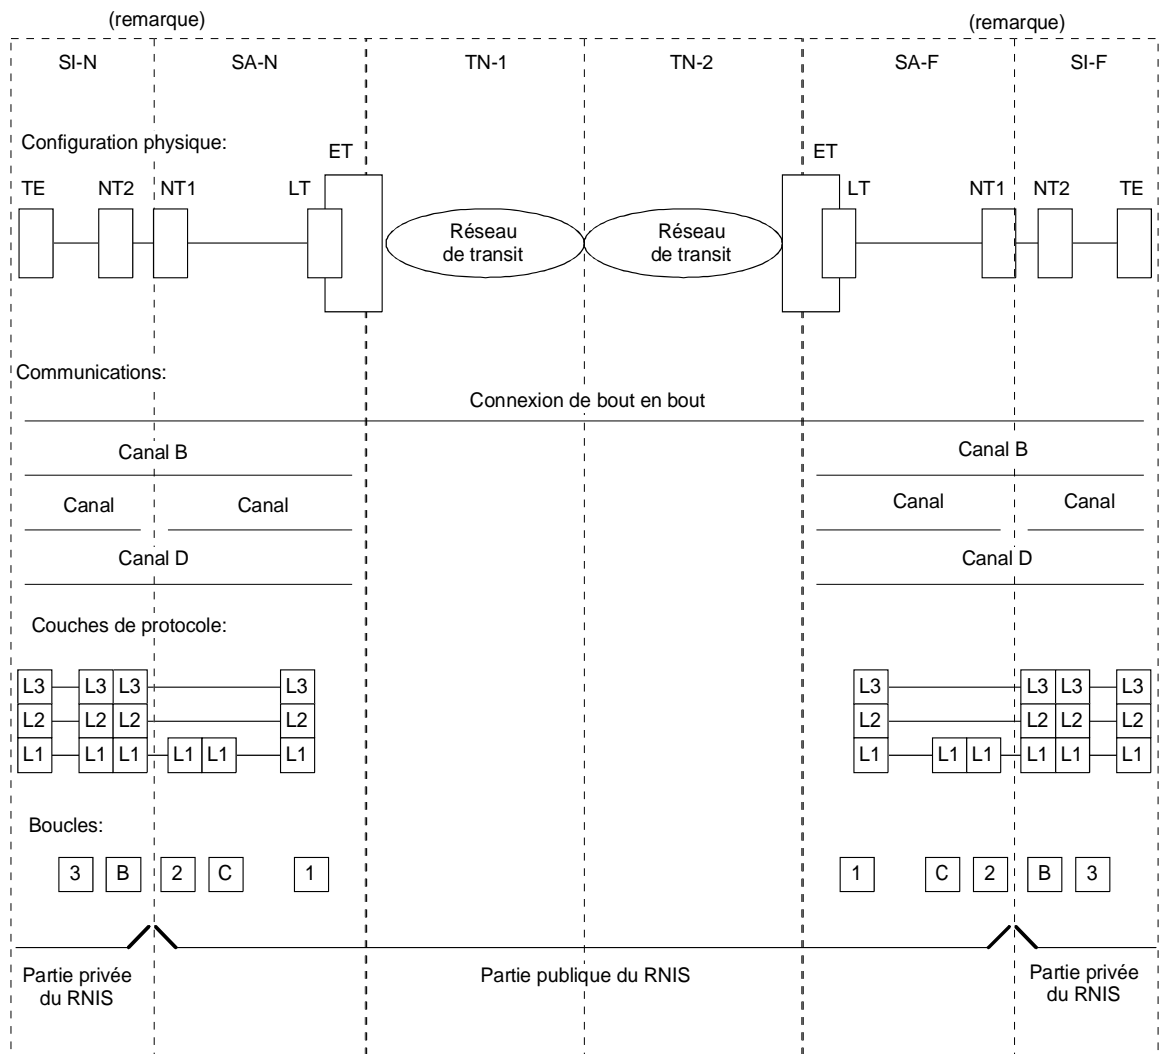 (remarque) (remarque)
SI-N SA-N TN-1 TN-2 SA-F SI-F
Configuration physique:
ET ET
TE NT2 NT1 LT LT NT1 NT2 TE
Réseau Réseau
de transit de transit
Communications:
Connexion de bout en bout
Canal B Canal B
Canal Canal Canal Canal
Canal D Canal D
Couches de protocole:
L3 L3 L3 L3 L3 L3 L3 L3
L2 L2 L2 L2 L2 L2 L2 L2
L1 L1 L1 L1 L1 L1 L1 L1 L1 L1 L1 L1
Boucles:
3 B 2 C 1 1 C 2 B 3
Partie privée Partie publique du RNIS Partie privée
du RNIS du RNIS